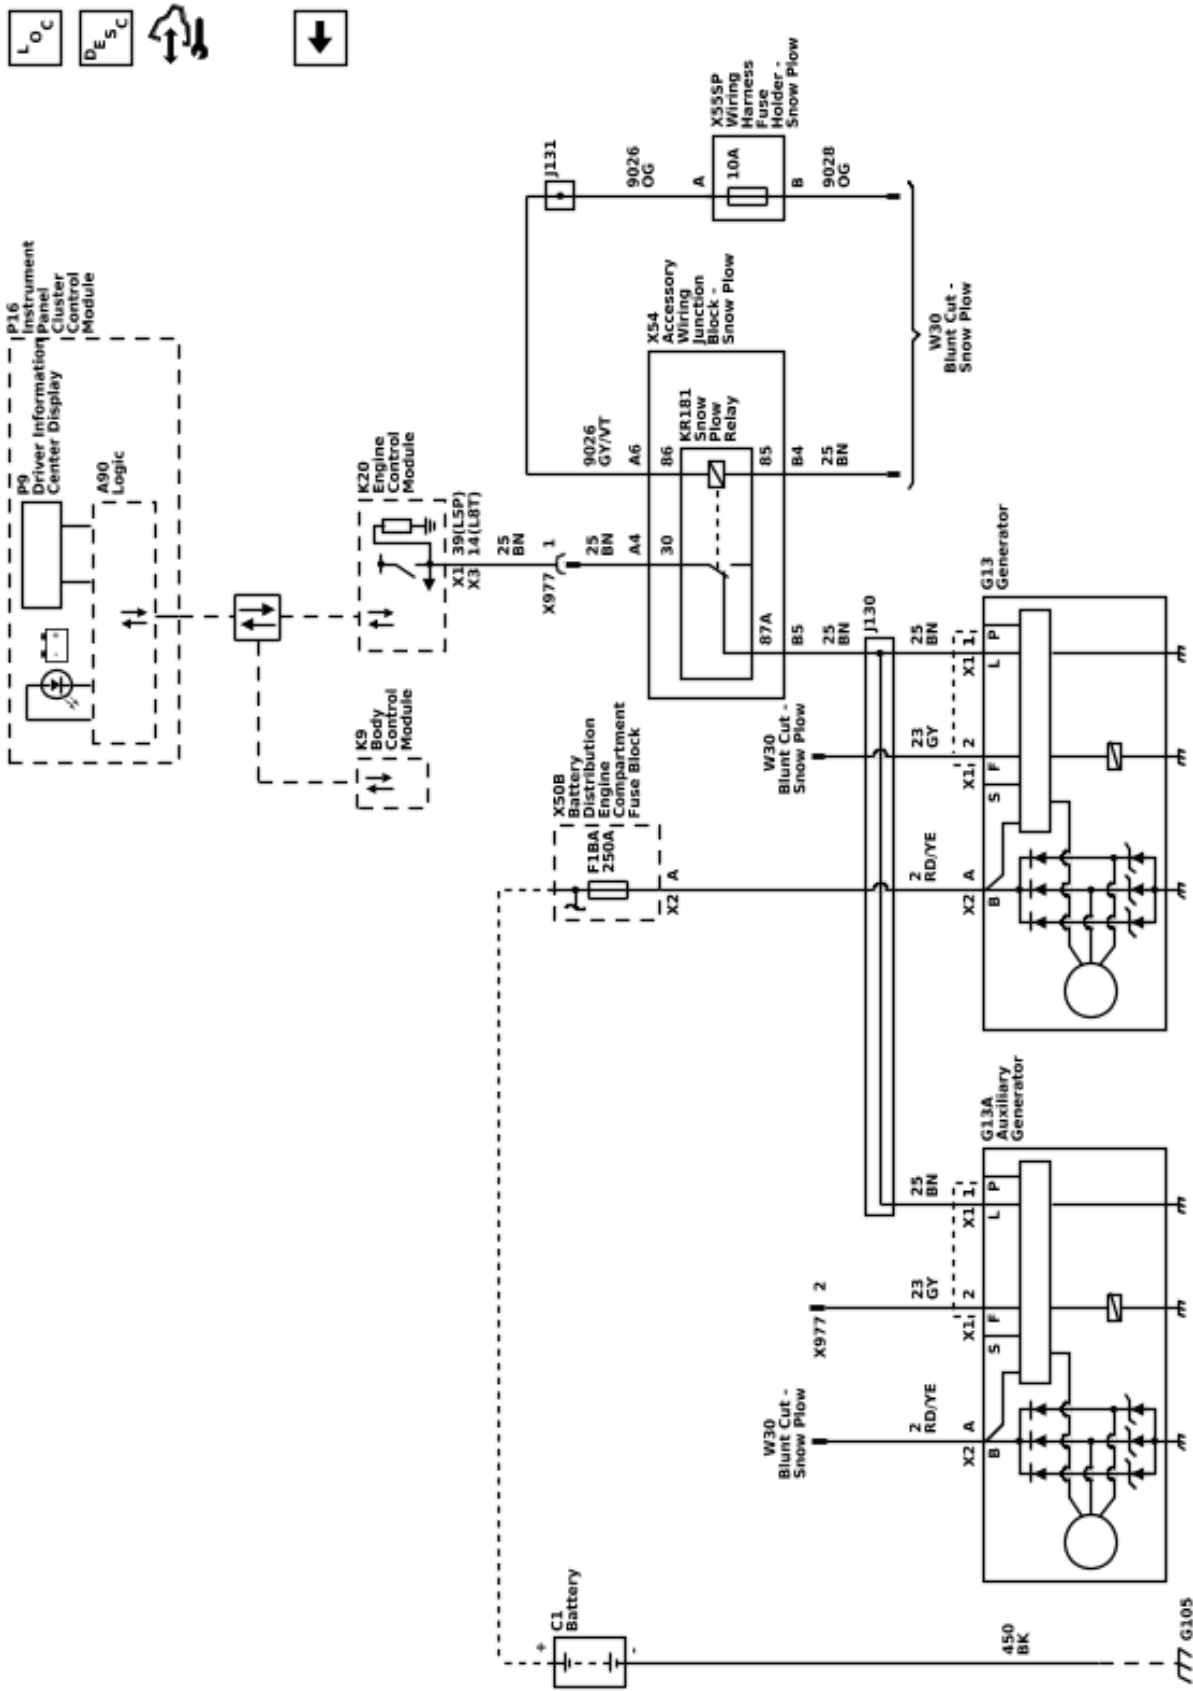 LOC
DESC
P16
Instrument
Panel
Cluster
Control
Module
P9
Driver Information
Center Display
A90
Logic
K9
Body
Control
Module
K20
Engine
Control
Module
X1 39(L5P)
X3 14(L8T)
25
BN
X977 1
25
BN
A4
30
X54
Accessory
Wiring
Junction
Block -
Snow Plow
KR181
Snow
Plow
Relay
9026
GY/VT
A6
86
85
B4
25
BN
87A
B5
25
BN
J131
9026
OG
A
X55SP
Wiring
Harness
Fuse
Holder -
Snow Plow
10A
B
9028
OG
W30
Blunt Cut -
Snow Plow
C1
Battery
+
-
450
BK
G105
X50B
Battery
Distribution
Engine
Compartment
Fuse Block
F1BA
250A
X2 A
W30
Blunt Cut -
Snow Plow
J130
W30
Blunt Cut -
Snow Plow
X977 2
2
RD/YE
23
GY
25
BN
X2 A
X1 2
X1 1
B
S
F
L
P
G13A
Auxiliary
Generator
2
RD/YE
23
GY
25
BN
X2 A
X1 2
X1 1
B
S
F
L
P
G13
Generator